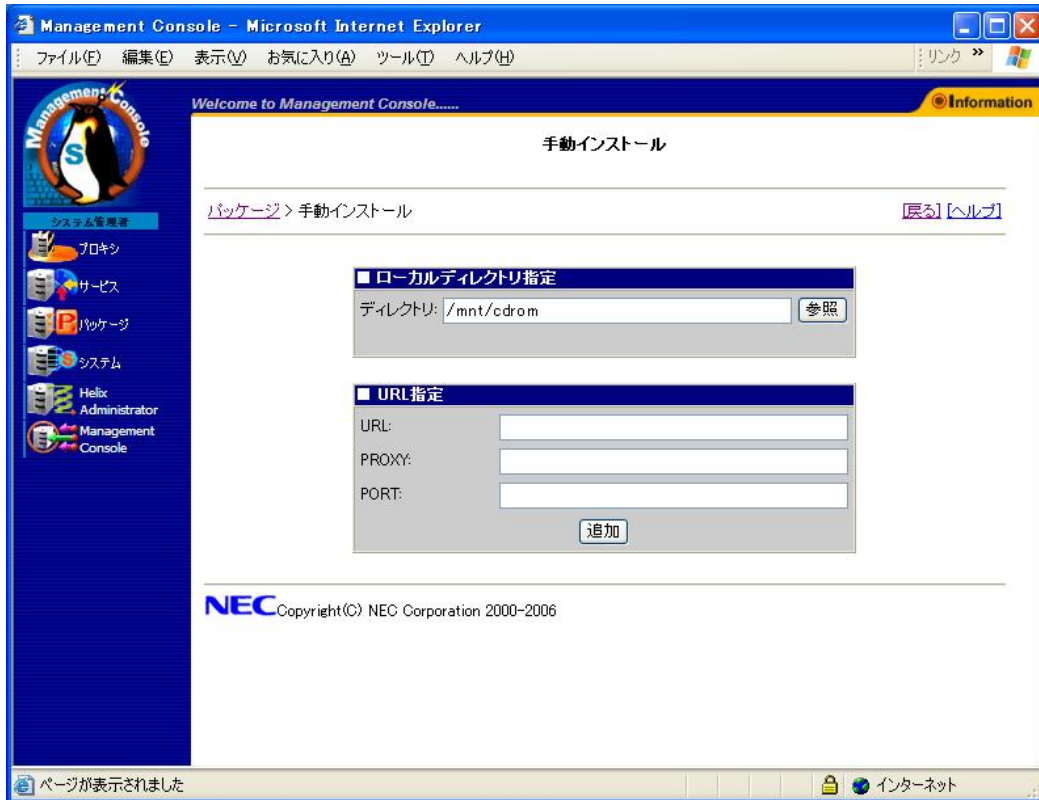 Management Console - Microsoft Internet Explorer
ファイル(F) 編集(E) 表示(V) お気に入り(A) ツール(T) ヘルプ(H) リンク »
Management Console
S
Welcome to Management Console......
Information
手動インストール
パッケージ > 手動インストール
[戻る] [ヘルプ]
システム管理者
プロキシ
サービス
P パッケージ
S システム
Helix
Administrator
Management
Console
■ ローカルディレクトリ指定
ディレクトリ: /mnt/cdrom 参照
■ URL指定
URL:
PROXY:
PORT:
追加
NEC Copyright(C) NEC Corporation 2000-2006
ページが表示されました
インターネット